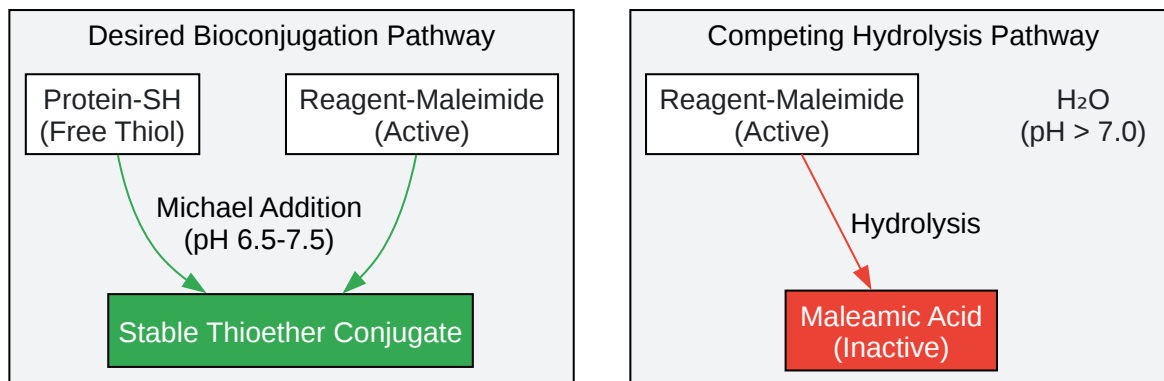 Desired Bioconjugation Pathway
Protein-SH
(Free Thiol)
Reagent-Maleimide
(Active)
Michael Addition
(pH 6.5-7.5)
Stable Thioether Conjugate
Competing Hydrolysis Pathway
Reagent-Maleimide
(Active)
H₂O
(pH > 7.0)
Hydrolysis
Maleamic Acid
(Inactive)